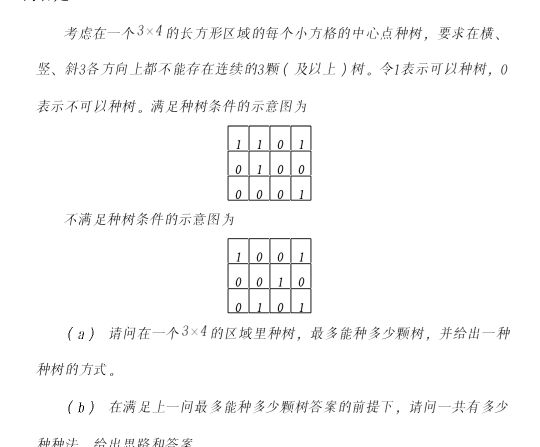 考虑在一个 3×4 的长方形区域的每个小方格的中心点种树，要求在横、
竖、斜3各方向上都不能存在连续的3颗（及以上）树。令1表示可以种树，0
表示不可以种树。满足种树条件的示意图为
1 1 0 1
0 1 0 0
0 0 0 1
不满足种树条件的示意图为
1 0 0 1
0 0 1 0
0 1 0 1
（a） 请问在一个 3×4 的区域里种树，最多能种多少颗树，并给出一种
种树的方式。
（b） 在满足上一问最多能种多少颗树答案的前提下，请问一共有多少
种种法，给出思路和答案